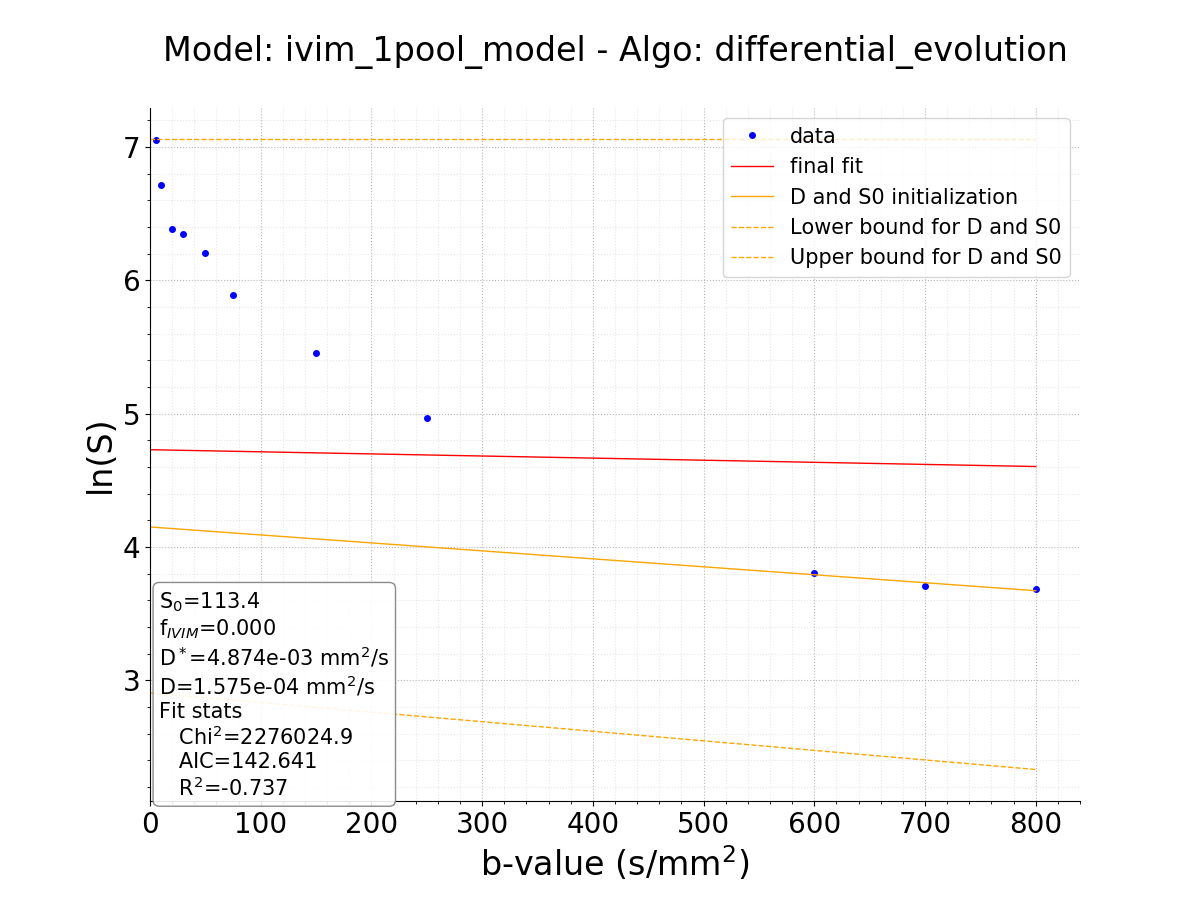 Model: ivim_1pool_model - Algo: differential_evolution
data
final fit
D and S0 initialization
Lower bound for D and S0
Upper bound for D and S0
7
6
5
4
3
ln(S)
S₀=113.4
f_IVIM=0.000
D*=4.874e-03 mm²/s
D=1.575e-04 mm²/s
Fit stats
Chi²=2276024.9
AIC=142.641
R²=-0.737
0 100 200 300 400 500 600 700 800
b-value (s/mm²)